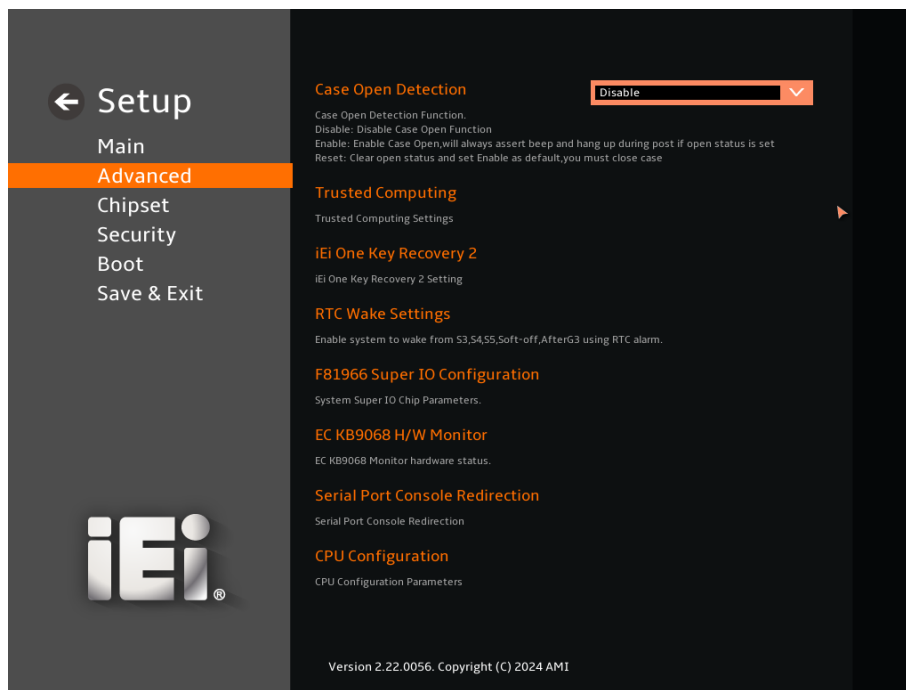 Setup
Main
Advanced
Chipset
Security
Boot
Save & Exit
Case Open Detection
Disable
Case Open Detection Function.
Disable: Disable Case Open Function
Enable: Enable Case Open,will always assert beep and hang up during post if open status is set
Reset: Clear open status and set Enable as default,you must close case
Trusted Computing
Trusted Computing Settings
iEi One Key Recovery 2
iEi One Key Recovery 2 Setting
RTC Wake Settings
Enable system to wake from S3,S4,S5,Soft-off,AfterG3 using RTC alarm.
F81966 Super IO Configuration
System Super IO Chip Parameters.
EC KB9068 H/W Monitor
EC KB9068 Monitor hardware status.
Serial Port Console Redirection
Serial Port Console Redirection
CPU Configuration
CPU Configuration Parameters
iEi®
Version 2.22.0056. Copyright (C) 2024 AMI